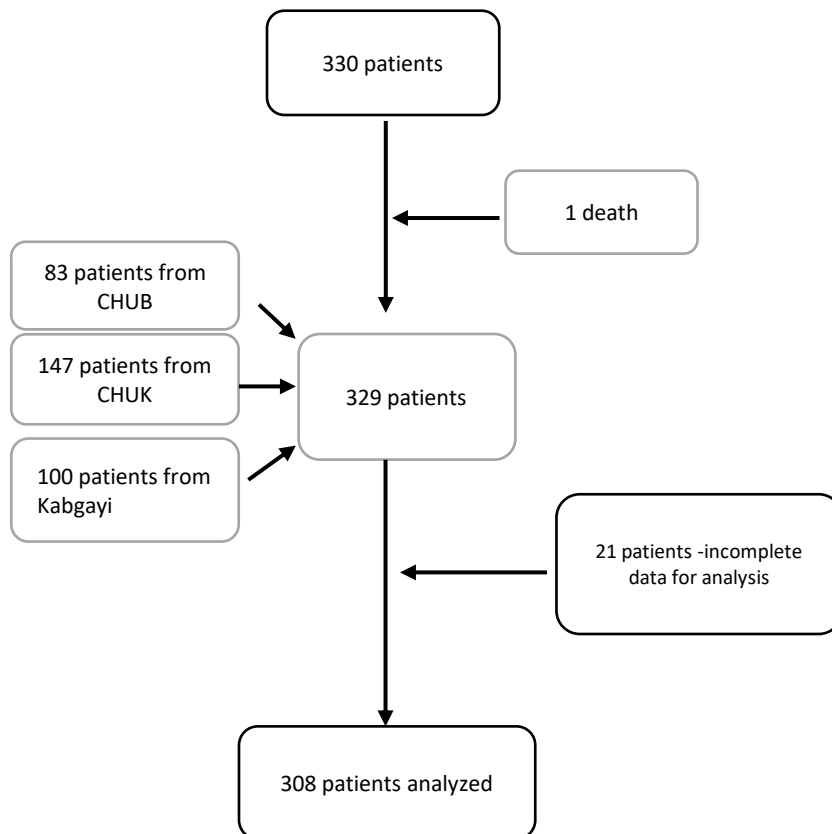 330 patients
1 death
83 patients from
CHUB
147 patients from
CHUK
329 patients
100 patients from
Kabgayi
21 patients -incomplete
data for analysis
308 patients analyzed